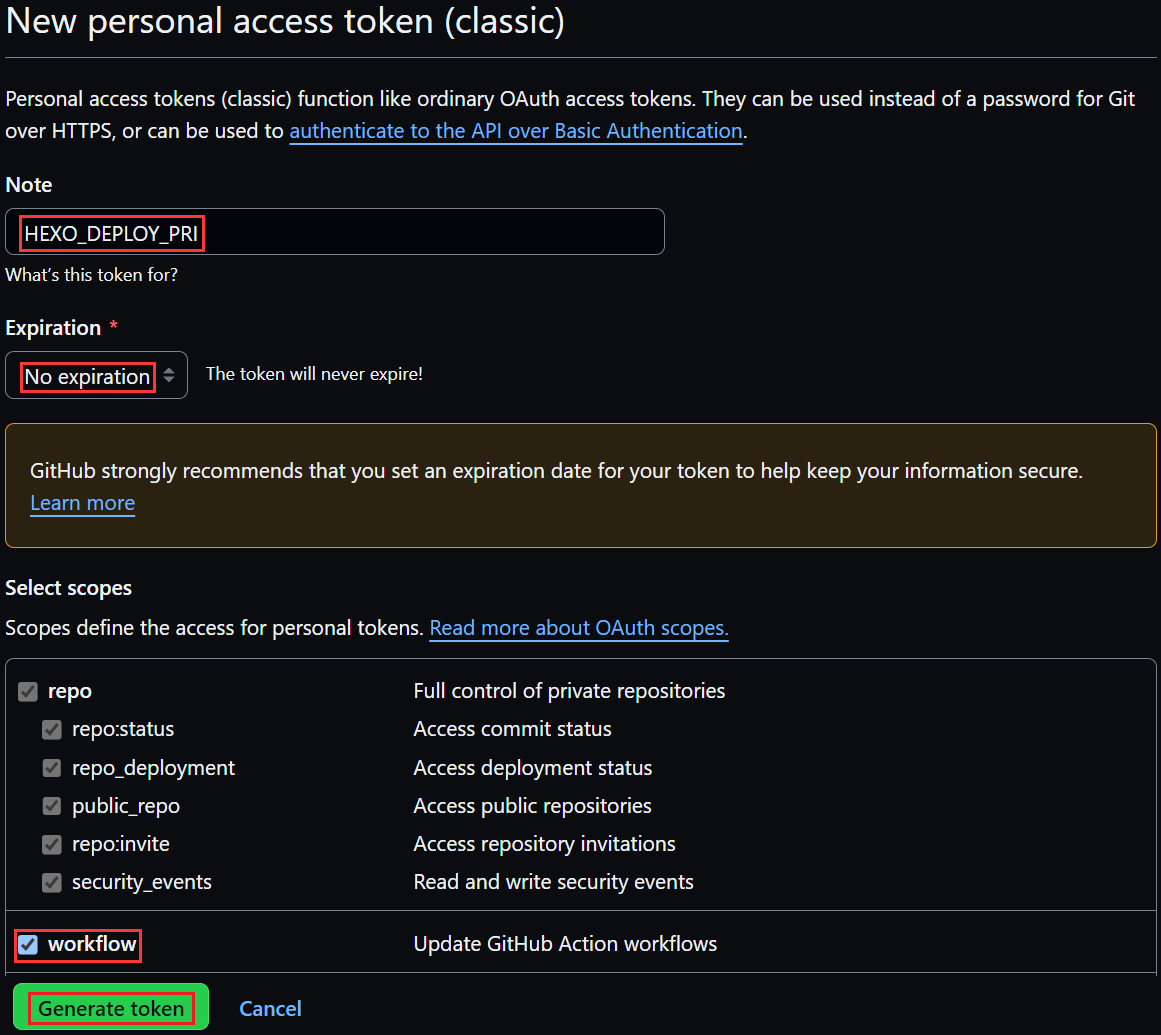 New personal access token (classic)
Personal access tokens (classic) function like ordinary OAuth access tokens. They can be used instead of a password for Git
over HTTPS, or can be used to authenticate to the API over Basic Authentication.
Note
HEXO_DEPLOY_PRI
What's this token for?
Expiration *
No expiration The token will never expire!
GitHub strongly recommends that you set an expiration date for your token to help keep your information secure.
Learn more
Select scopes
Scopes define the access for personal tokens. Read more about OAuth scopes.
repo Full control of private repositories
repo:status Access commit status
repo_deployment Access deployment status
public_repo Access public repositories
repo:invite Access repository invitations
security_events Read and write security events
workflow Update GitHub Action workflows
Generate token Cancel